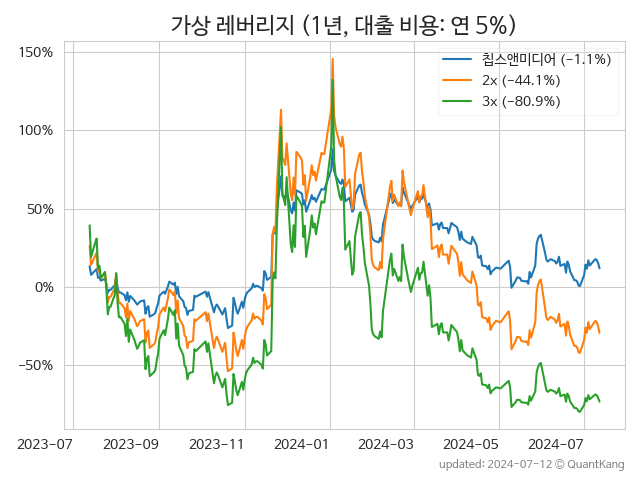 가상 레버리지 (1년, 대출 비용: 연 5%)
칩스앤미디어 (−1.1%)
2x (−44.1%)
3x (−80.9%)
150%
100%
50%
0%
−50%
2023-07 2023-09 2023-11 2024-01 2024-03 2024-05 2024-07
updated: 2024-07-12 © QuantKang